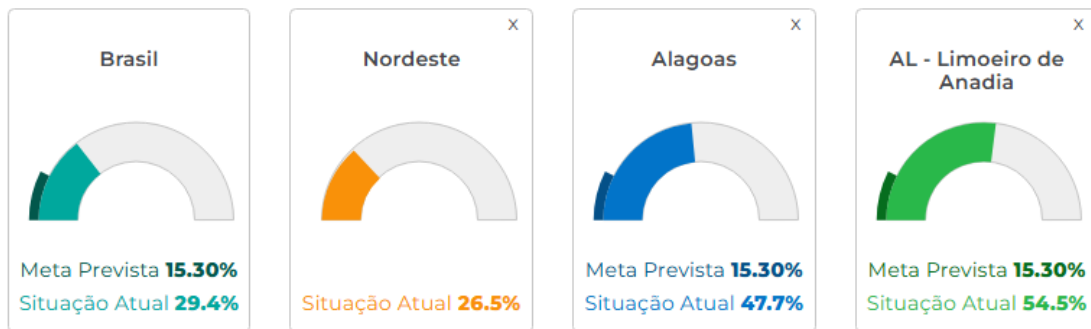 Brasil
Meta Prevista 15.30%
Situação Atual 29.4%
X
Nordeste
Situação Atual 26.5%
X
Alagoas
Meta Prevista 15.30%
Situação Atual 47.7%
X
AL - Limoeiro de
Anadia
Meta Prevista 15.30%
Situação Atual 54.5%